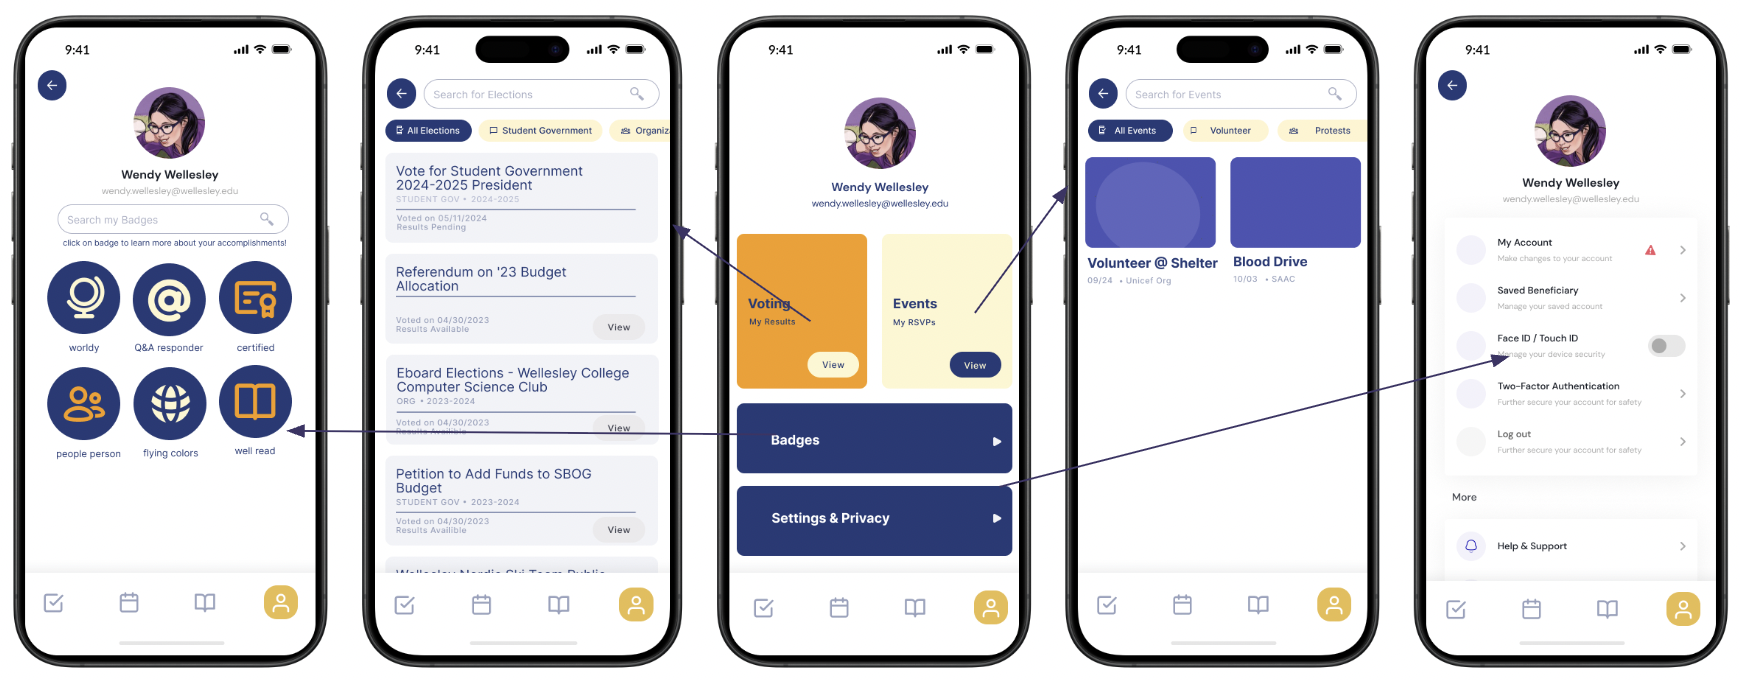 9:41
Wendy Wellesley
wendy.wellesley@wellesley.edu
Search my Badges
click on badge to learn more about your accomplishments!
worldy
Q&A responder
certified
people person
flying colors
well read
9:41
Search for Elections
All Elections
Student Government
Organiz
Vote for Student Government
2024-2025 President
STUDENT GOV • 2024-2025
Voted on 05/11/2024
Results Pending
Referendum on '23 Budget
Allocation
Voted on 04/30/2023
Results Available
View
Eboard Elections - Wellesley College
Computer Science Club
ORG • 2023-2024
Voted on 04/30/2023
Results Availible
View
Petition to Add Funds to SBOG
Budget
STUDENT GOV • 2023-2024
Voted on 04/30/2023
Results Availible
View
Wellesley Nordic Ski Team Public
9:41
Wendy Wellesley
wendy.wellesley@wellesley.edu
Voting
My Results
View
Events
My RSVPs
View
Badges
Settings & Privacy
9:41
Search for Events
All Events
Volunteer
Protests
Volunteer @ Shelter
09/24 • Unicef Org
Blood Drive
10/03 • SAAC
9:41
Wendy Wellesley
wendy.wellesley@wellesley.edu
My Account
Make changes to your account
Saved Beneficiary
Manage your saved account
Face ID / Touch ID
Manage your device security
Two-Factor Authentication
Further secure your account for safety
Log out
Further secure your account for safety
More
Help & Support